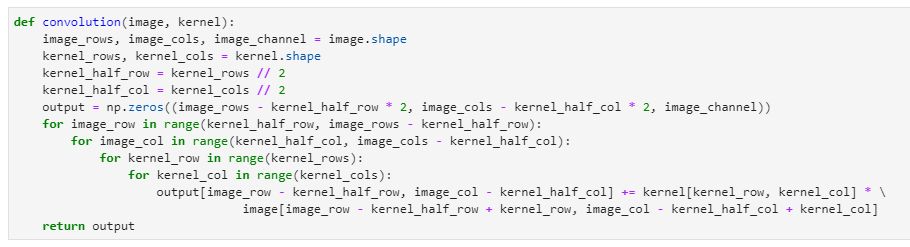 def convolution(image, kernel):
    image_rows, image_cols, image_channel = image.shape
    kernel_rows, kernel_cols = kernel.shape
    kernel_half_row = kernel_rows // 2
    kernel_half_col = kernel_cols // 2
    output = np.zeros((image_rows - kernel_half_row * 2, image_cols - kernel_half_col * 2, image_channel))
    for image_row in range(kernel_half_row, image_rows - kernel_half_row):
        for image_col in range(kernel_half_col, image_cols - kernel_half_col):
            for kernel_row in range(kernel_rows):
                for kernel_col in range(kernel_cols):
                    output[image_row - kernel_half_row, image_col - kernel_half_col] += kernel[kernel_row, kernel_col] * \
                                image[image_row - kernel_half_row + kernel_row, image_col - kernel_half_col + kernel_col]
    return output